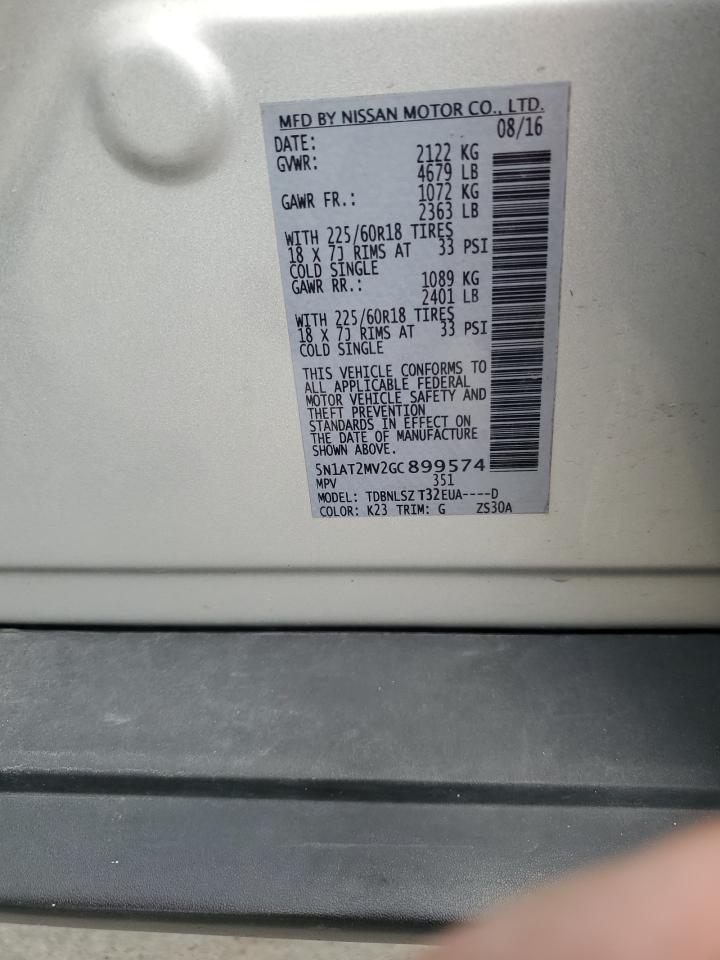 MFD BY NISSAN MOTOR CO., LTD.
DATE: 08/16
GVWR: 2122 KG
4679 LB
GAWR FR.: 1072 KG
2363 LB
WITH 225/60R18 TIRES
18 X 7J RIMS AT 33 PSI
COLD SINGLE
GAWR RR.: 1089 KG
2401 LB
WITH 225/60R18 TIRES
18 X 7J RIMS AT 33 PSI
COLD SINGLE
THIS VEHICLE CONFORMS TO
ALL APPLICABLE FEDERAL
MOTOR VEHICLE SAFETY AND
THEFT PREVENTION
STANDARDS IN EFFECT ON
THE DATE OF MANUFACTURE
SHOWN ABOVE.
5N1AT2MV2GC899574
MPV 351
MODEL: TDBNLSZ T32EUA----D
COLOR: K23 TRIM: G ZS30A